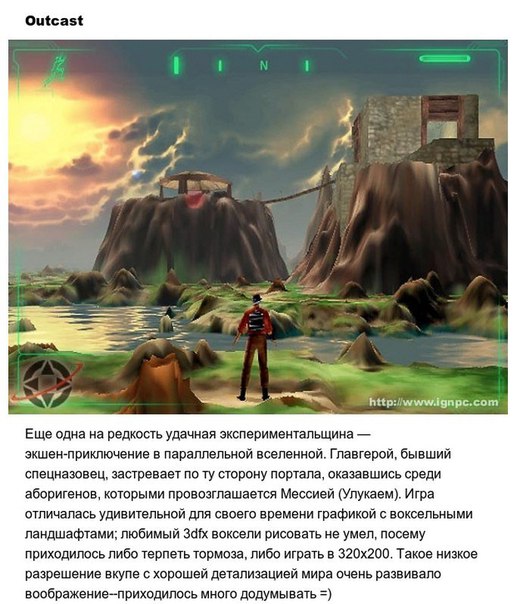 Outcast
I N I
http://www.ignpc.com
Еще одна на редкость удачная экспериментальщина —
экшен-приключение в параллельной вселенной. Главгерой, бывший
спецназовец, застревает по ту сторону портала, оказавшись среди
аборигенов, которыми провозглашается Мессией (Улукаем). Игра
отличалась удивительной для своего времени графикой с воксельными
ландшафтами; любимый 3dfx воксели рисовать не умел, посему
приходилось либо терпеть тормоза, либо играть в 320x200. Такое низкое
разрешение вкупе с хорошей детализацией мира очень развивало
воображение--приходилось много додумывать =)